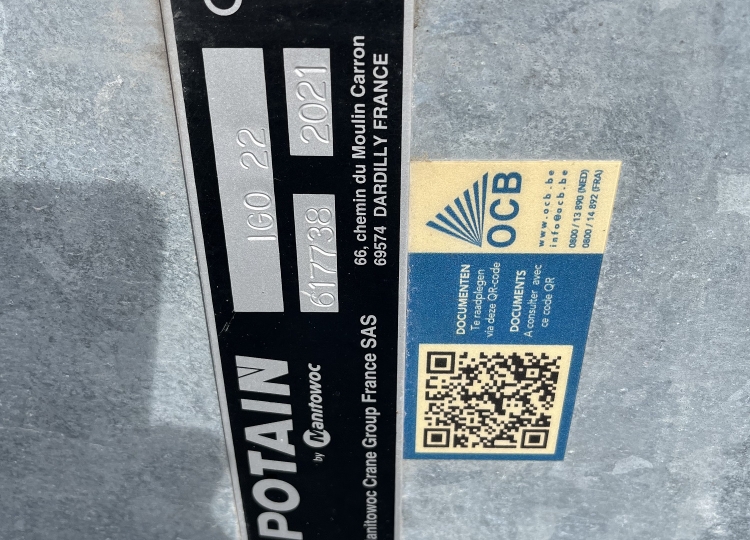 POTAIN
by Manitowoc
IGO 22
617738
2021
Manitowoc Crane Group France SAS
66, chemin du Moulin Carron
69574 DARDILLY FRANCE
OCB
www.ocb.be
info@ocb.be
0800 / 13 890 (NED)
0800 / 14 892 (FRA)
DOCUMENTEN
Te raadplegen
via deze QR-code
DOCUMENTS
A consulter avec
ce code QR